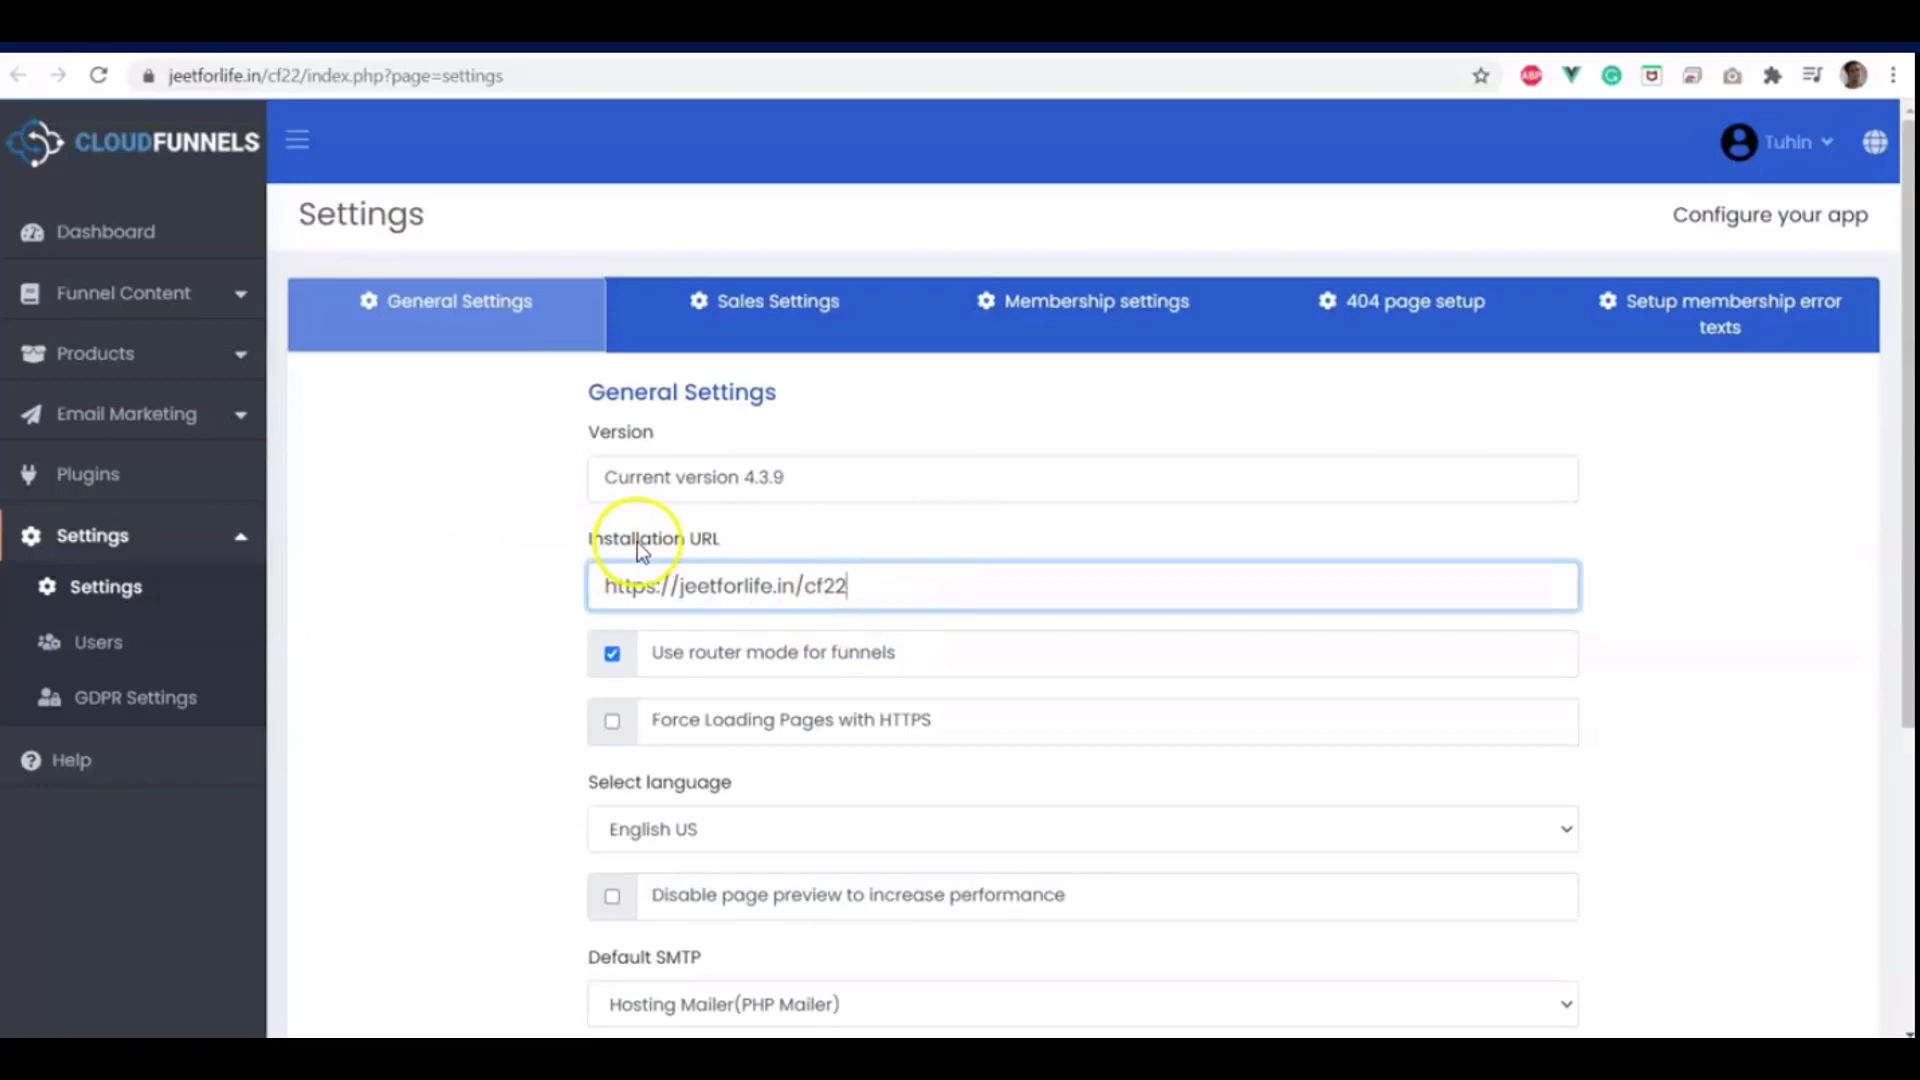 jeetforlife.in/cf22/index.php?page=settings
ABP
CLOUDFUNNELS
Tuhin
Settings
Configure your app
Dashboard
Funnel Content
Products
Email Marketing
Plugins
Settings
Settings
Users
GDPR Settings
Help
General Settings
Sales Settings
Membership settings
404 page setup
Setup membership error
texts
General Settings
Version
Current version 4.3.9
Installation URL
https://jeetforlife.in/cf22
Use router mode for funnels
Force Loading Pages with HTTPS
Select language
English US
Disable page preview to increase performance
Default SMTP
Hosting Mailer(PHP Mailer)